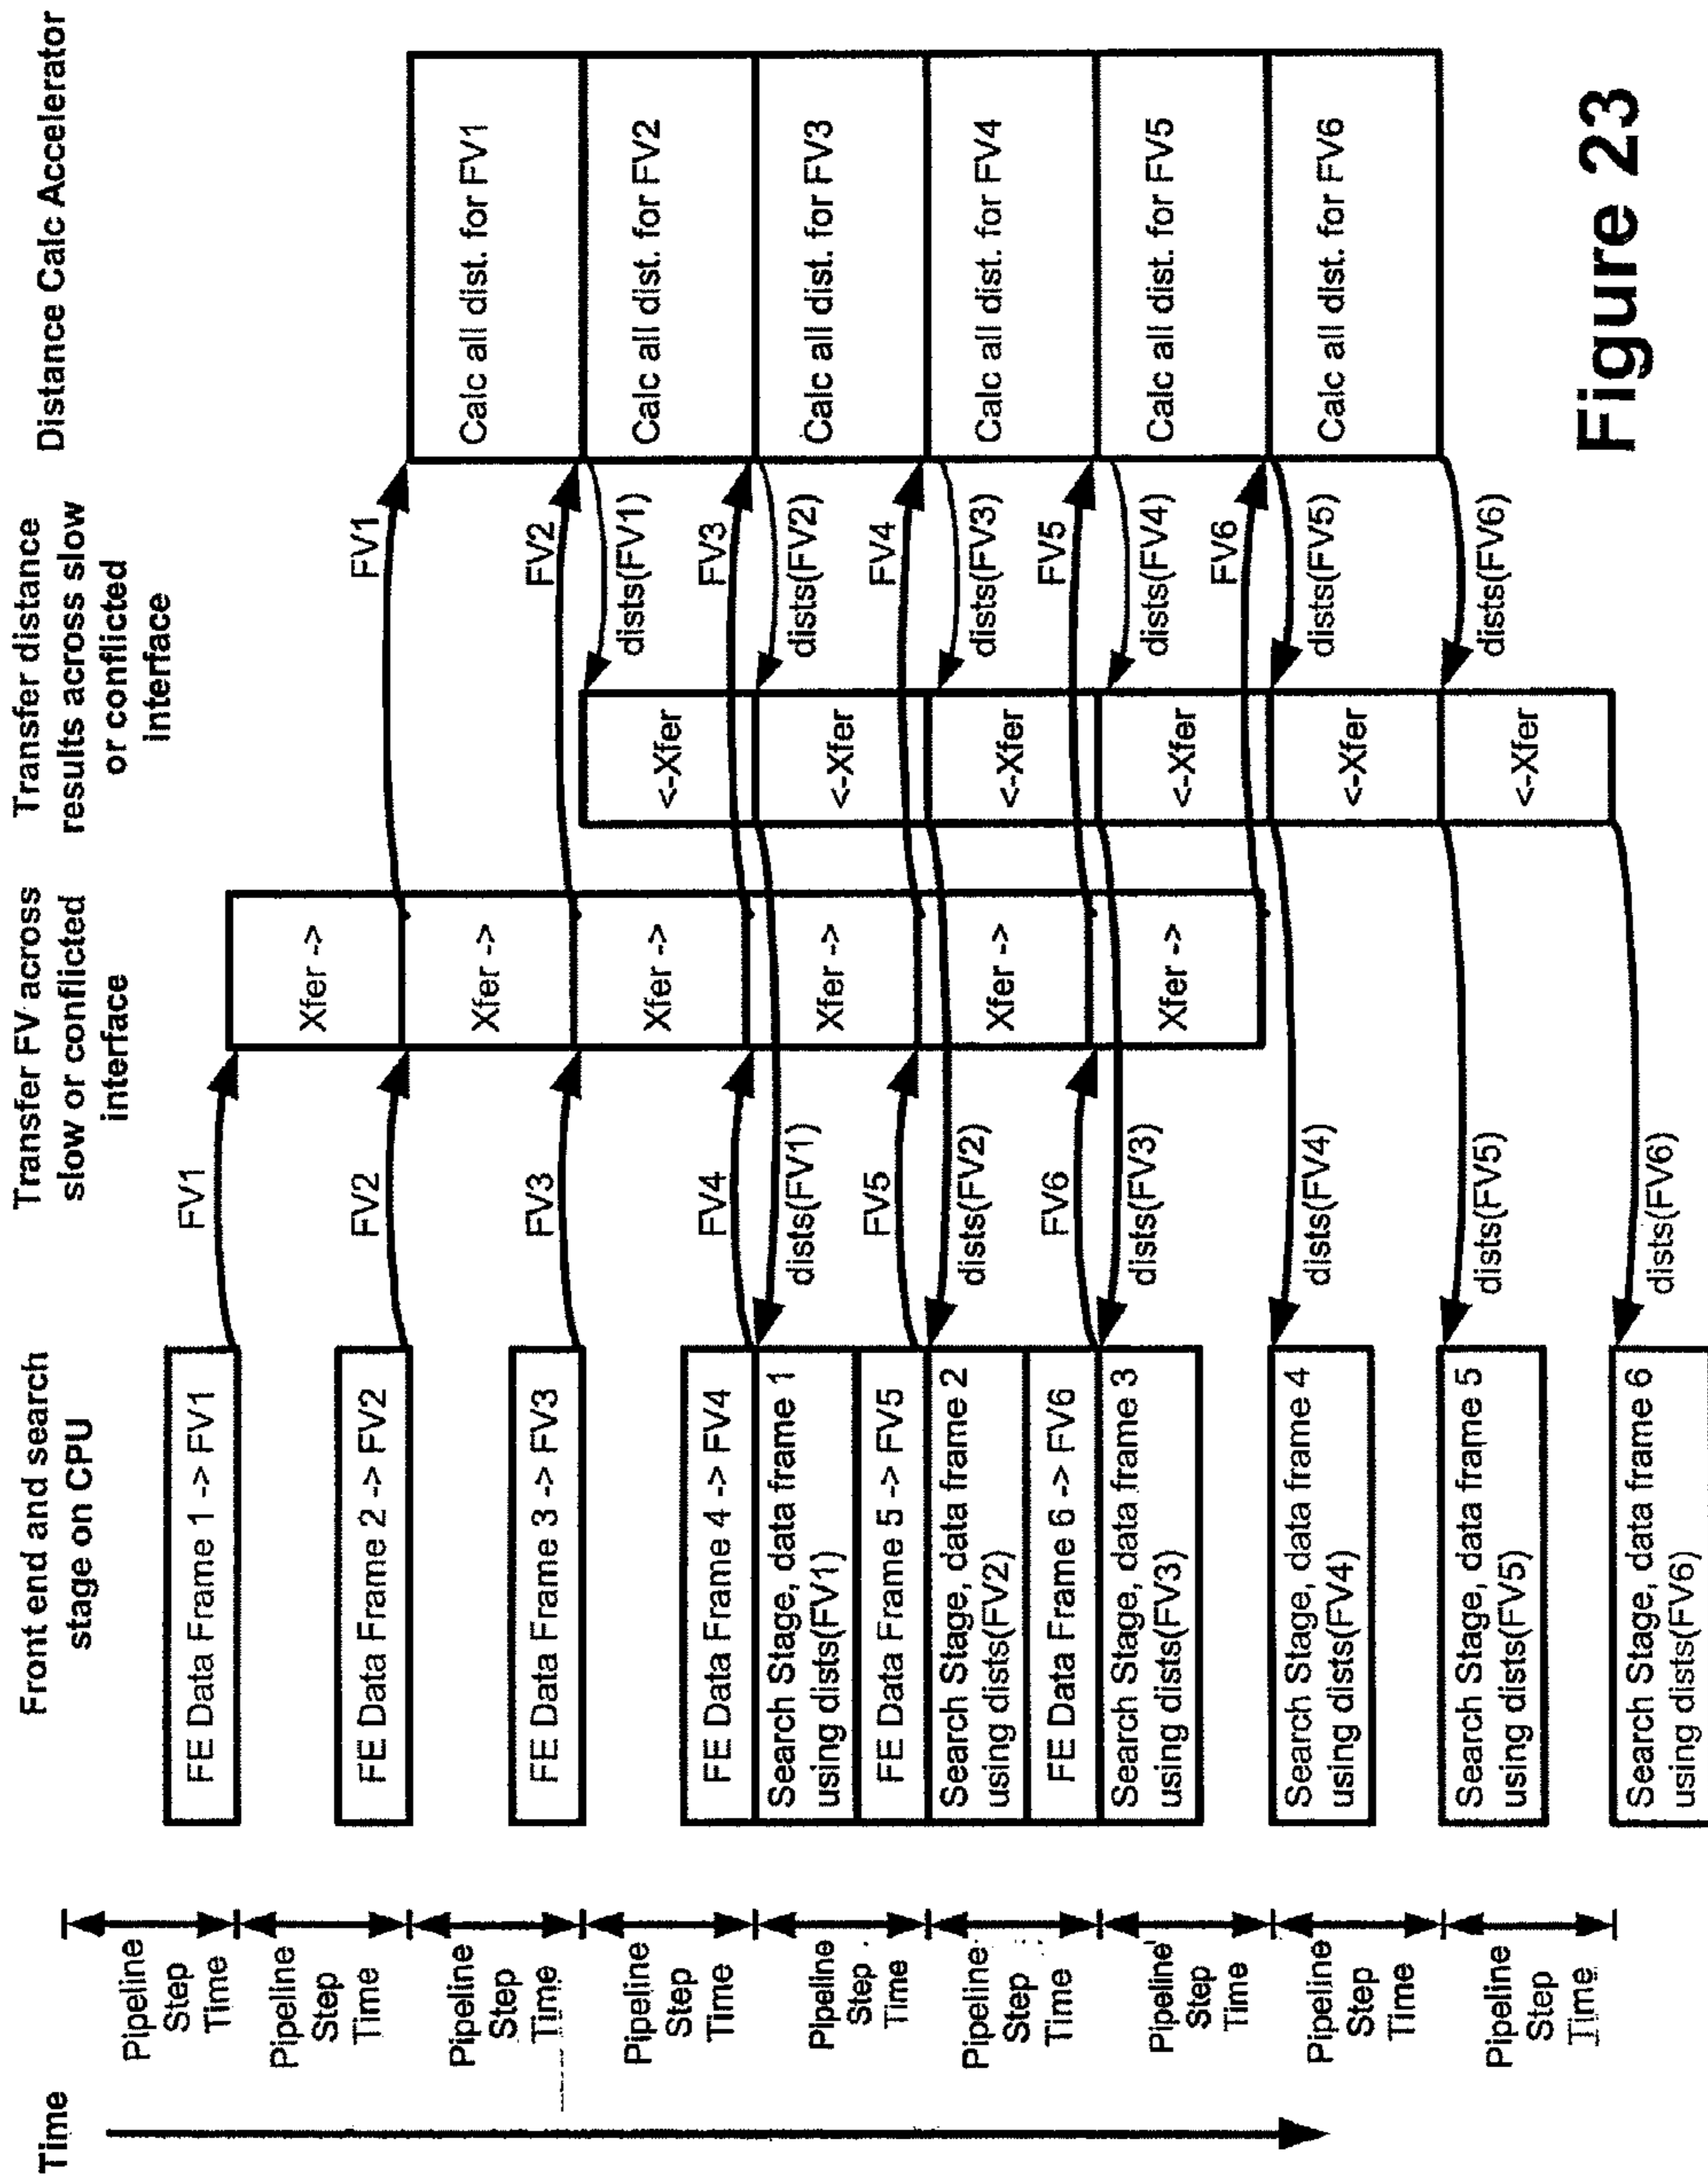 Time
Front end and search
stage on CPU
Transfer FV across
slow or conflicted
interface
Transfer distance
results across slow
or conflicted
interface
Distance Calc Accelerator
Pipeline
Step
Time
Pipeline
Step
Time
Pipeline
Step
Time
Pipeline
Step
Time
Pipeline
Step
Time
Pipeline
Step
Time
Pipeline
Step
Time
Pipeline
Step
Time
Pipeline
Step
Time
FE Data Frame 1 -> FV1
FE Data Frame 2 -> FV2
FE Data Frame 3 -> FV3
FE Data Frame 4 -> FV4
Search Stage, data frame 1
using dists(FV1)
FE Data Frame 5 -> FV5
Search Stage, data frame 2
using dists(FV2)
FE Data Frame 6 -> FV6
Search Stage, data frame 3
using dists(FV3)
Search Stage, data frame 4
using dists(FV4)
Search Stage, data frame 5
using dists(FV5)
Search Stage, data frame 6
using dists(FV6)
FV1
FV2
FV3
FV4
dists(FV1)
FV5
dists(FV2)
FV6
dists(FV3)
dists(FV4)
dists(FV5)
dists(FV6)
Xfer ->
Xfer ->
Xfer ->
Xfer ->
Xfer ->
Xfer ->
<-Xfer
<-Xfer
<-Xfer
<-Xfer
<-Xfer
<-Xfer
FV1
FV2
dists(FV1)
FV3
dists(FV2)
FV4
dists(FV3)
FV5
dists(FV4)
FV6
dists(FV5)
dists(FV6)
Calc all dist. for FV1
Calc all dist. for FV2
Calc all dist. for FV3
Calc all dist. for FV4
Calc all dist. for FV5
Calc all dist. for FV6
Figure 23